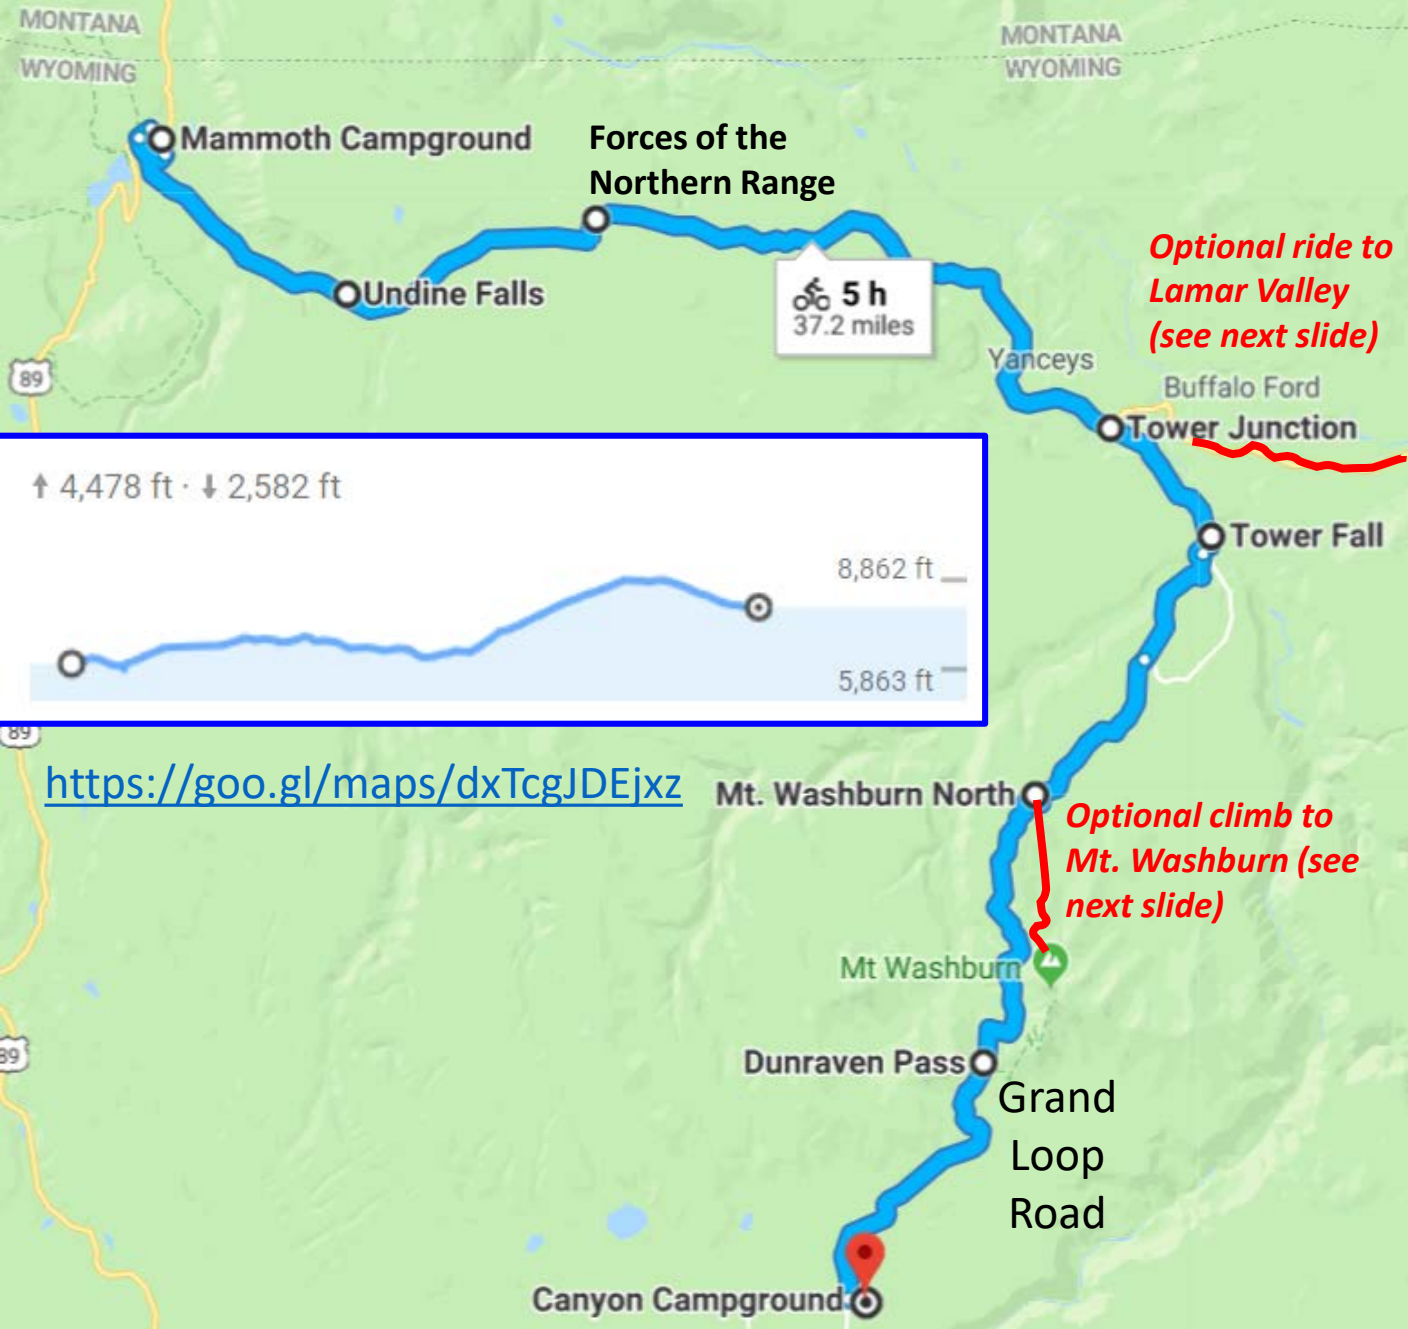 MONTANA
WYOMING
MONTANA
WYOMING
Mammoth Campground
Forces of the
Northern Range
Undine Falls
5 h
37.2 miles
Optional ride to
Lamar Valley
(see next slide)
Yanceys
Buffalo Ford
Tower Junction
89
4,478 ft · 2,582 ft
8,862 ft
5,863 ft
Tower Fall
89
https://goo.gl/maps/dxTcgJDEjxz
Mt. Washburn North
Optional climb to
Mt. Washburn (see
next slide)
Mt Washburn
89
Dunraven Pass
Grand
Loop
Road
Canyon Campground